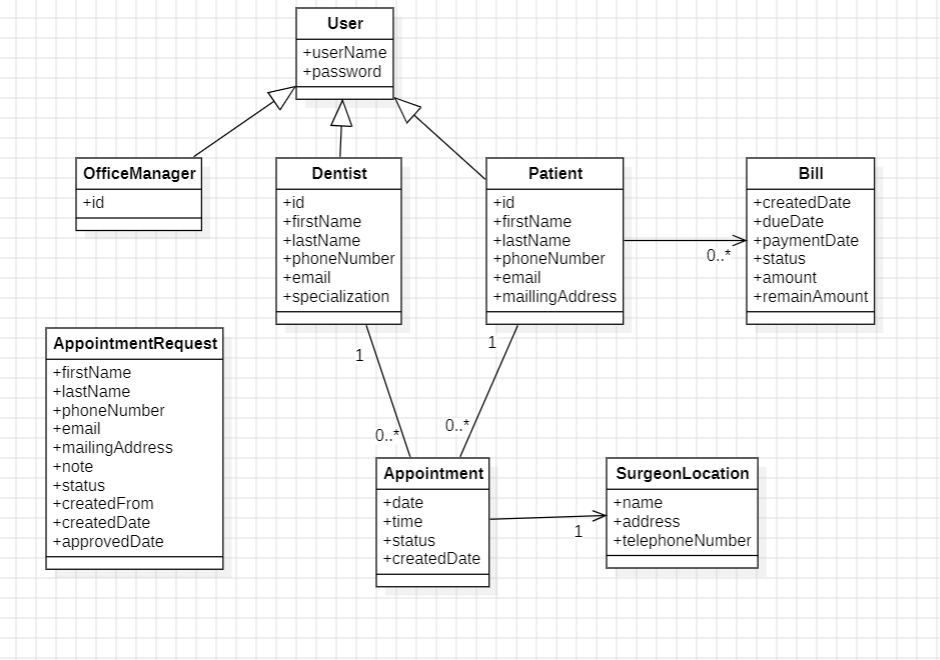 User
+userName
+password
OfficeManager
+id
Dentist
+id
+firstName
+lastName
+phoneNumber
+email
+specialization
Patient
+id
+firstName
+lastName
+phoneNumber
+email
+maillingAddress
Bill
+createdDate
+dueDate
+paymentDate
+status
+amount
+remainAmount
0..*
AppointmentRequest
+firstName
+lastName
+phoneNumber
+email
+mailingAddress
+note
+status
+createdFrom
+createdDate
+approvedDate
1
1
0..*
0..*
Appointment
+date
+time
+status
+createdDate
1
SurgeonLocation
+name
+address
+telephoneNumber